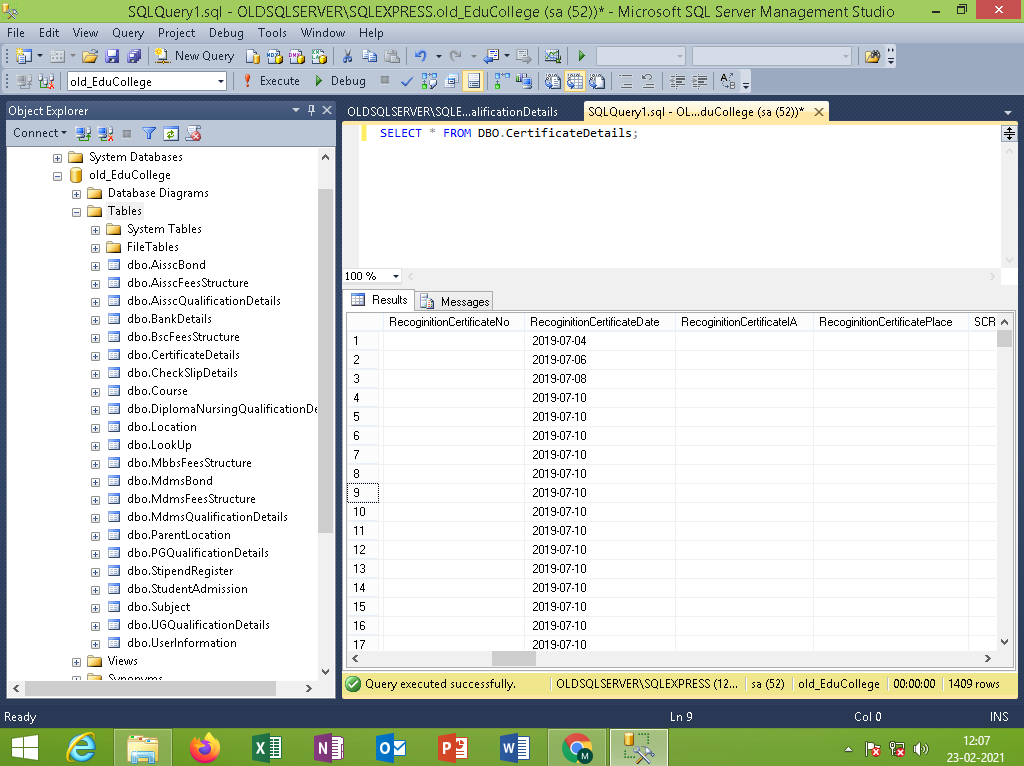 SQLQuery1.sql - OLDSQLSERVER\SQLEXPRESS.old_EduCollege (sa (52))* - Microsoft SQL Server Management Studio
File Edit View Query Project Debug Tools Window Help
New Query
old_EduCollege Execute Debug
Object Explorer
Connect
System Databases
old_EduCollege
Database Diagrams
Tables
System Tables
FileTables
dbo.AisscBond
dbo.AisscFeesStructure
dbo.AisscQualificationDetails
dbo.BankDetails
dbo.BscFeesStructure
dbo.CertificateDetails
dbo.CheckSlipDetails
dbo.Course
dbo.DiplomaNursingQualificationDe
dbo.Location
dbo.LookUp
dbo.MbbsFeesStructure
dbo.MdmsBond
dbo.MdmsFeesStructure
dbo.MdmsQualificationDetails
dbo.ParentLocation
dbo.PGQualificationDetails
dbo.StipendRegister
dbo.StudentAdmission
dbo.Subject
dbo.UGQualificationDetails
dbo.UserInformation
Views
Synonyms
OLDSQLSERVER\SQLE...alificationDetails SQLQuery1.sql - OL...duCollege (sa (52))*
SELECT * FROM DBO.CertificateDetails;
100 %
Results Messages
RecoginitionCertificateNo RecoginitionCertificateDate RecoginitionCertificateIA RecoginitionCertificatePlace SCR
1 2019-07-04
2 2019-07-06
3 2019-07-08
4 2019-07-10
5 2019-07-10
6 2019-07-10
7 2019-07-10
8 2019-07-10
9 2019-07-10
10 2019-07-10
11 2019-07-10
12 2019-07-10
13 2019-07-10
14 2019-07-10
15 2019-07-10
16 2019-07-10
17 2019-07-10
Query executed successfully. OLDSQLSERVER\SQLEXPRESS (12... sa (52) old_EduCollege 00:00:00 1409 rows
Ready Ln 9 Col 0 INS
12:07
23-02-2021